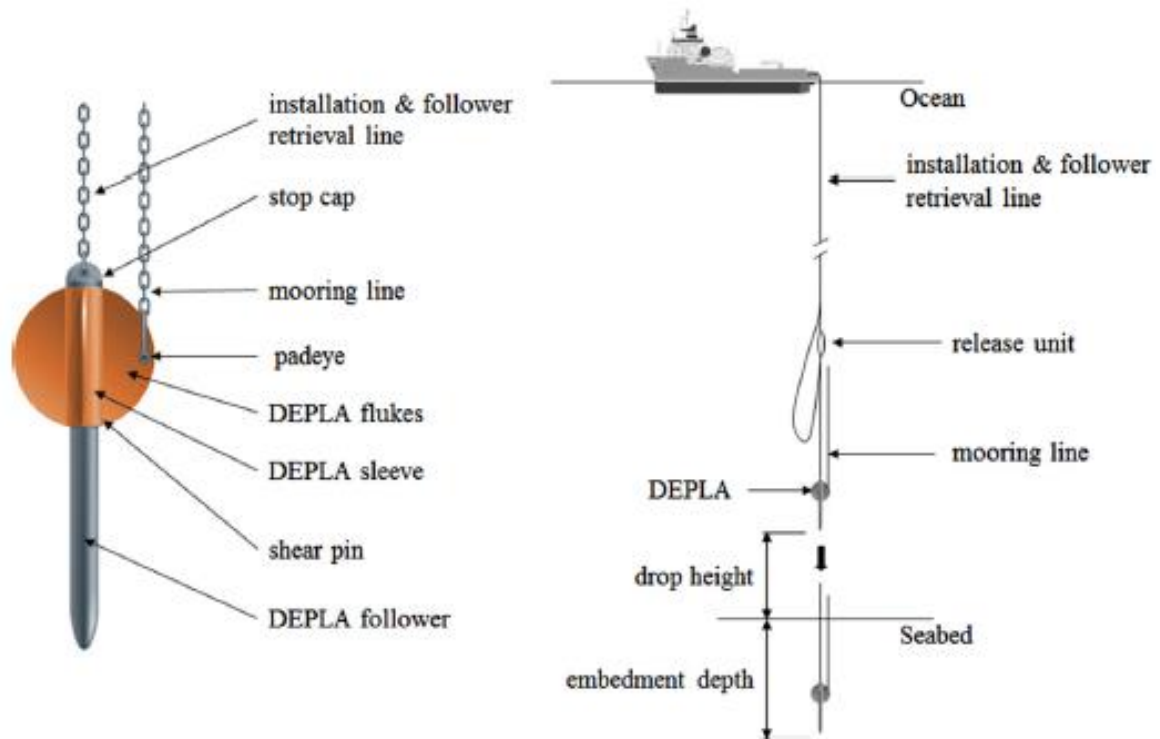 installation & follower
retrieval line
stop cap
mooring line
padeye
DEPLA flukes
DEPLA sleeve
shear pin
DEPLA follower
Ocean
installation & follower
retrieval line
release unit
mooring line
DEPLA
drop height
Seabed
embedment depth